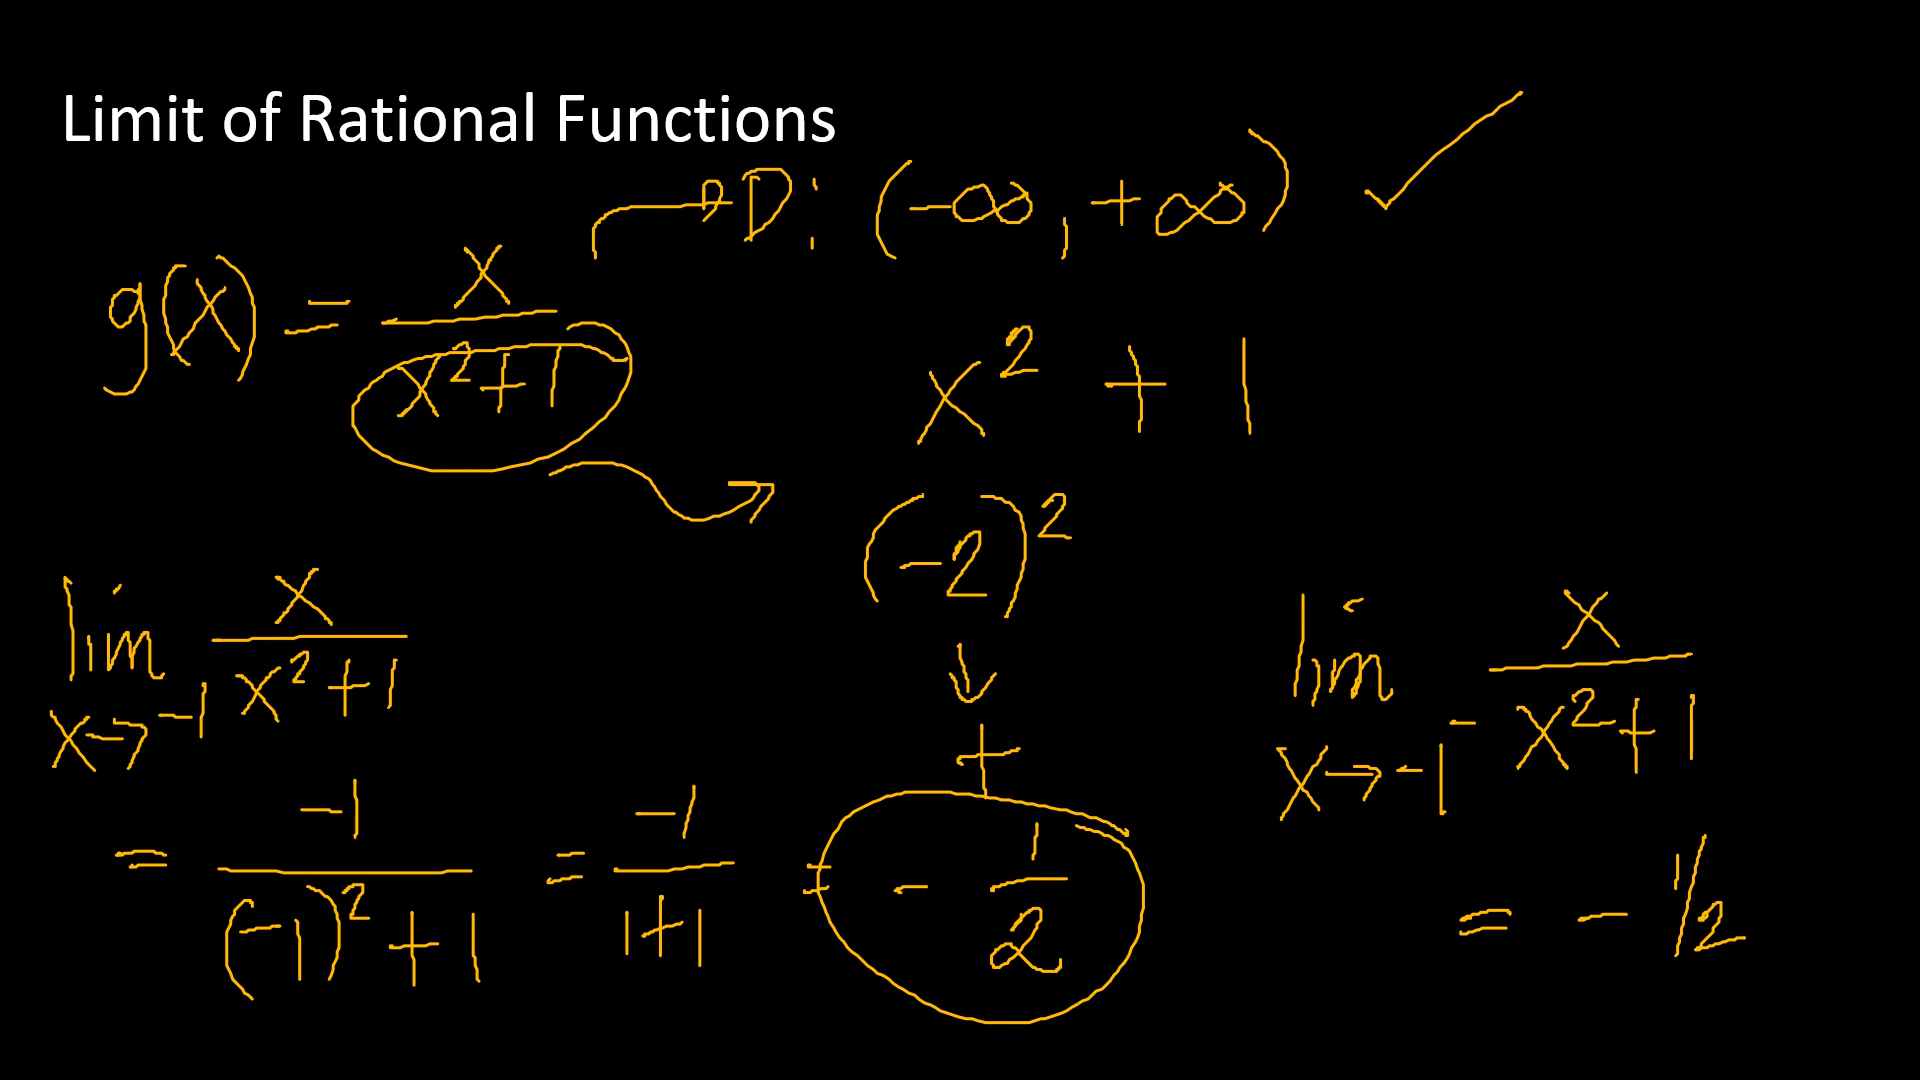 Limit of Rational Functions
D: (-∞, +∞) ✓
g(x) = x/(x²+1)
x² + 1
(-2)²
↓
+
lim x→-1 x/(x²+1)
= -1/((-1)²+1) = -1/(1+1) = - 1/2
lim x→-1⁻ x/(x²+1)
= - 1/2